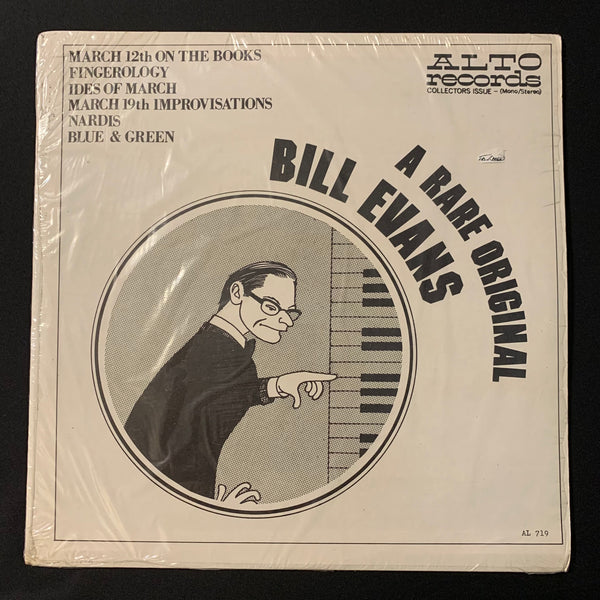 MARCH 12th ON THE BOOKS
FINGEROLOGY
IDES OF MARCH
MARCH 19th IMPROVISATIONS
NARDIS
BLUE & GREEN
ALTO
records
COLLECTORS ISSUE - (Mono/Stereo)
A RARE ORIGINAL
BILL EVANS
AL 719